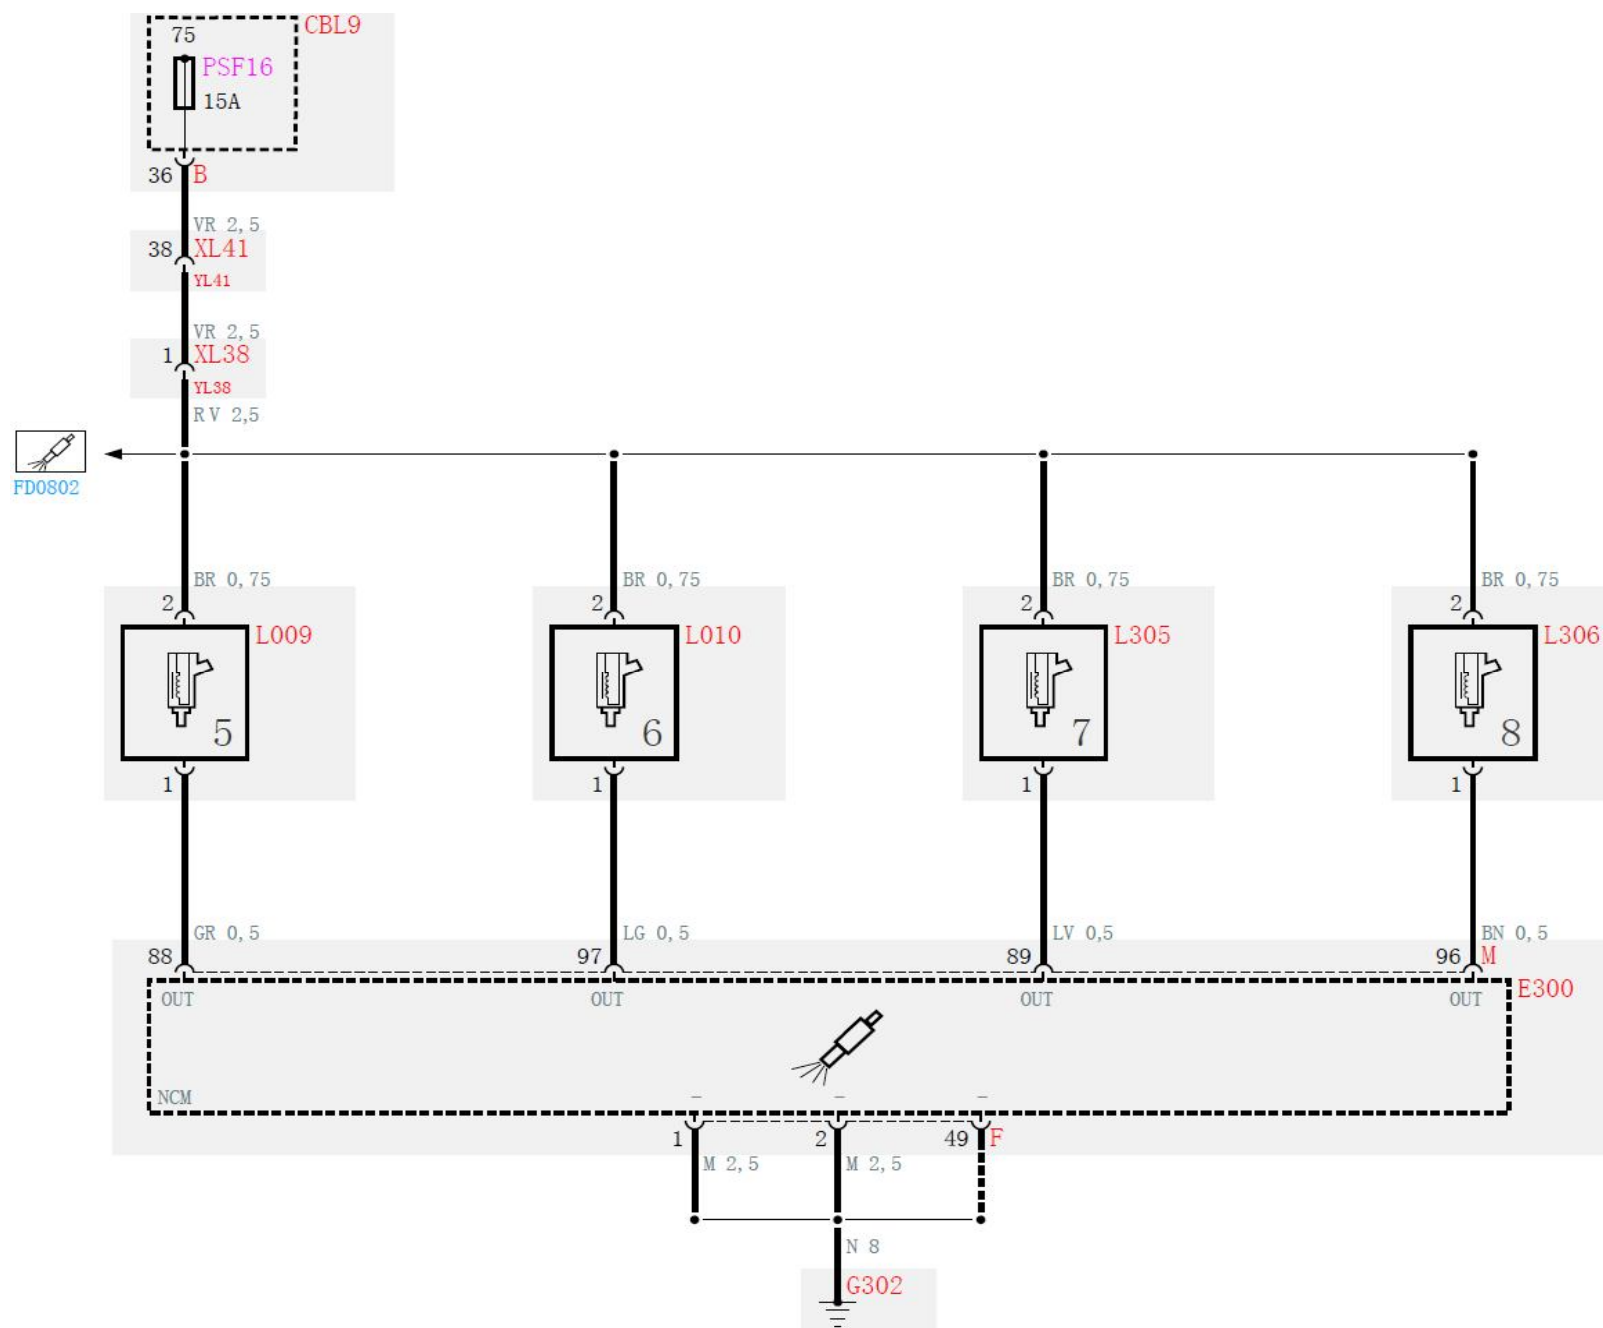 75
CBL9
PSF16
15A
36 B
VR 2,5
38 XL41
YL41
VR 2,5
1 XL38
YL38
RV 2,5
FD0802
BR 0,75
BR 0,75
BR 0,75
BR 0,75
2
2
2
2
L009
L010
L305
L306
5
6
7
8
1
1
1
1
GR 0,5
LG 0,5
LV 0,5
BN 0,5
88
97
89
96 M
OUT
OUT
OUT
OUT
E300
NCM
–
–
–
1
2
49 F
M 2,5
M 2,5
N 8
G302